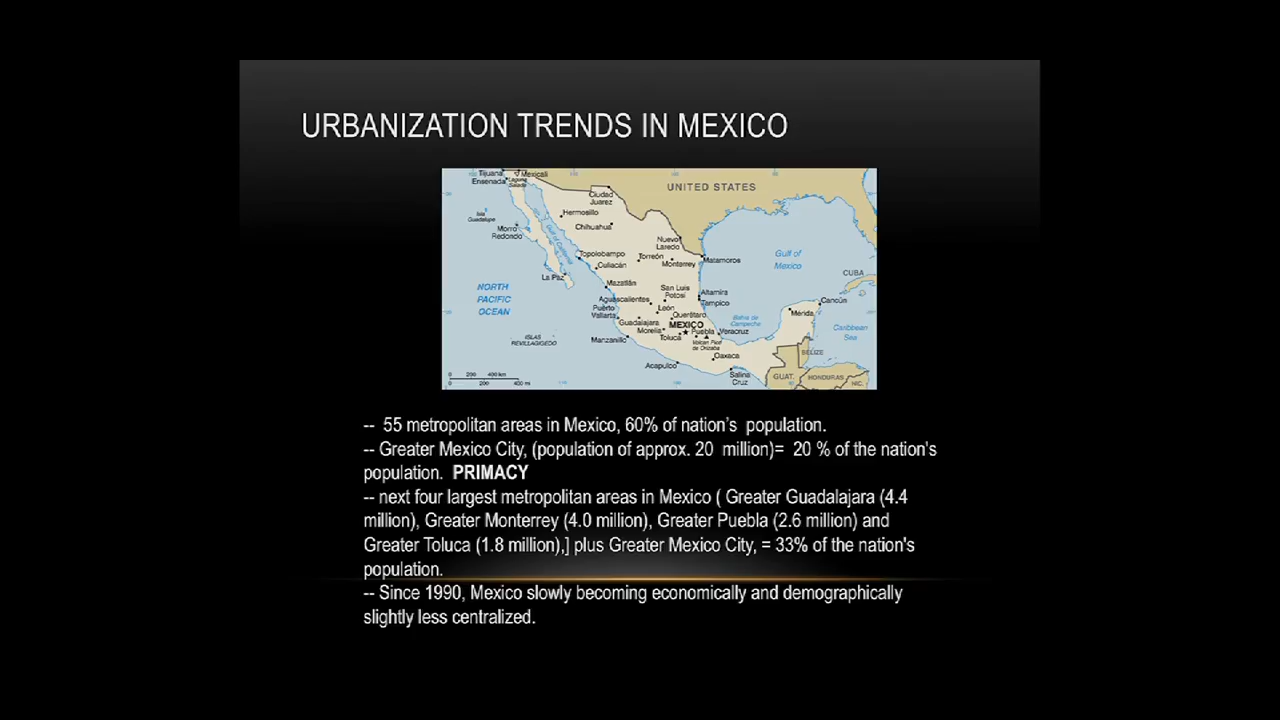 URBANIZATION TRENDS IN MEXICO
Tijuana
Mexicali
Ensenada
Laguna
Salada
Ciudad
Juarez
UNITED STATES
Isla
Guadalupe
Hermosillo
Chihuahua
Morro
Redondo
Gulf of California
Nuevo
Laredo
Topolobampo
Torreón
Monterrey
Matamoros
Gulf of
Mexico
Culiacán
La Paz
CUBA
Mazatlán
NORTH
PACIFIC
OCEAN
San Luis
Potosí
Altamira
Tampico
Aguascalientes
Puerto
Vallarta
León
Querétaro
Cancún
Mérida
Guadalajara
MEXICO
Morelia
Toluca
Puebla
Veracruz
Bahía de
Campeche
Caribbean
Sea
ISLAS
REVILLAGIGEDO
Manzanillo
Volcan Pico
de Orizaba
Oaxaca
BELIZE
Acapulco
Salina
Cruz
GUAT.
HONDURAS
NIC.
0 200 400 km
0 200 400 mi
-- 55 metropolitan areas in Mexico, 60% of nation's population.
-- Greater Mexico City, (population of approx. 20 million)= 20 % of the nation's
population. PRIMACY
-- next four largest metropolitan areas in Mexico ( Greater Guadalajara (4.4
million), Greater Monterrey (4.0 million), Greater Puebla (2.6 million) and
Greater Toluca (1.8 million),] plus Greater Mexico City, = 33% of the nation's
population.
-- Since 1990, Mexico slowly becoming economically and demographically
slightly less centralized.